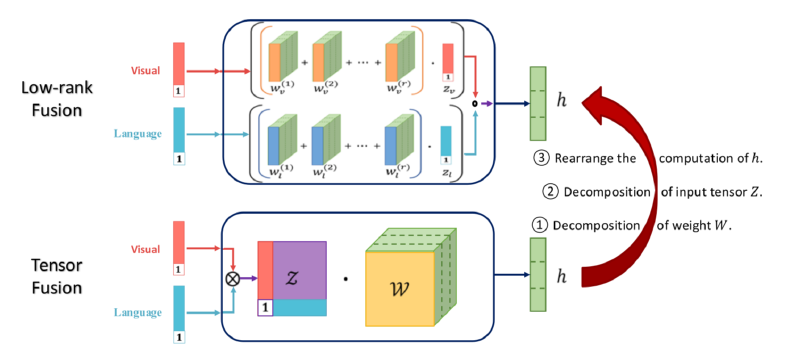 Low-rank
Fusion
Visual
1
Language
1
+ + ⋯ +
w_v^(1) w_v^(2) w_v^(r)
·
1
z_v
+ + ⋯ +
w_l^(1) w_l^(2) w_l^(r)
·
1
z_l
∘
h
③ Rearrange the computation of h.
② Decomposition of input tensor Z.
① Decomposition of weight W.
Tensor
Fusion
Visual
1
Language
1
⊗
Z
1
·
W
h